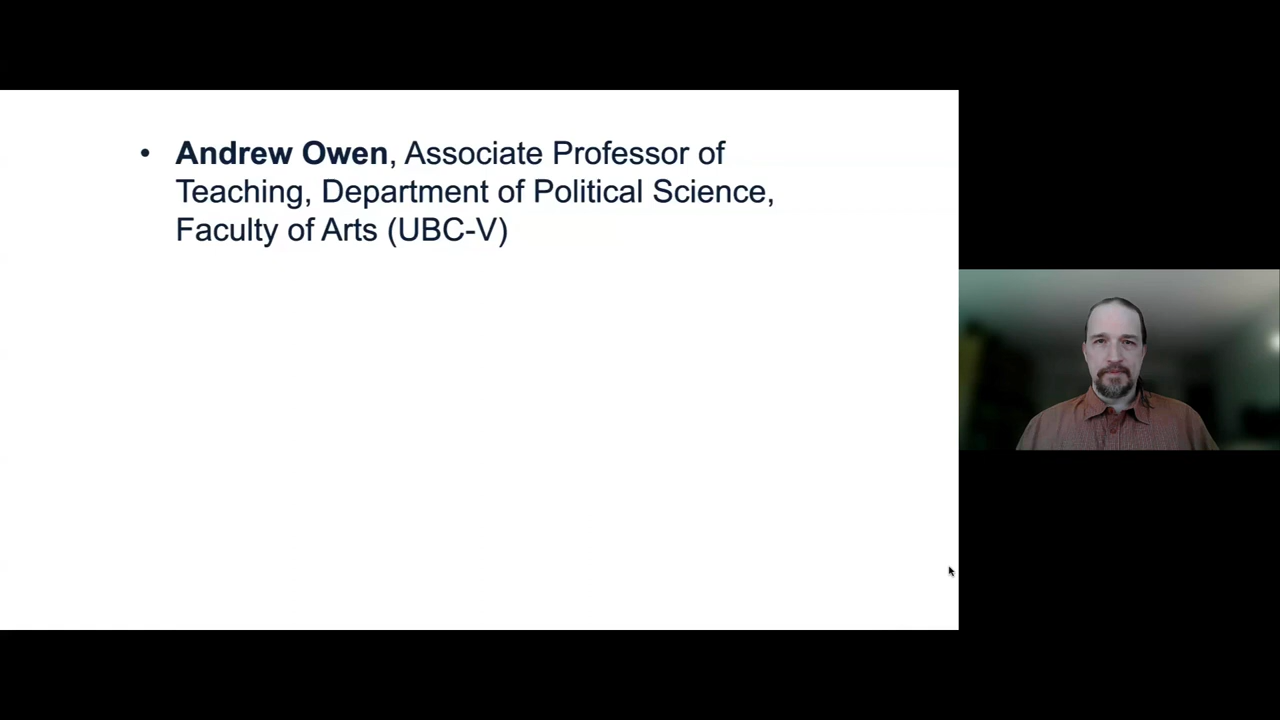 • Andrew Owen, Associate Professor of
Teaching, Department of Political Science,
Faculty of Arts (UBC-V)